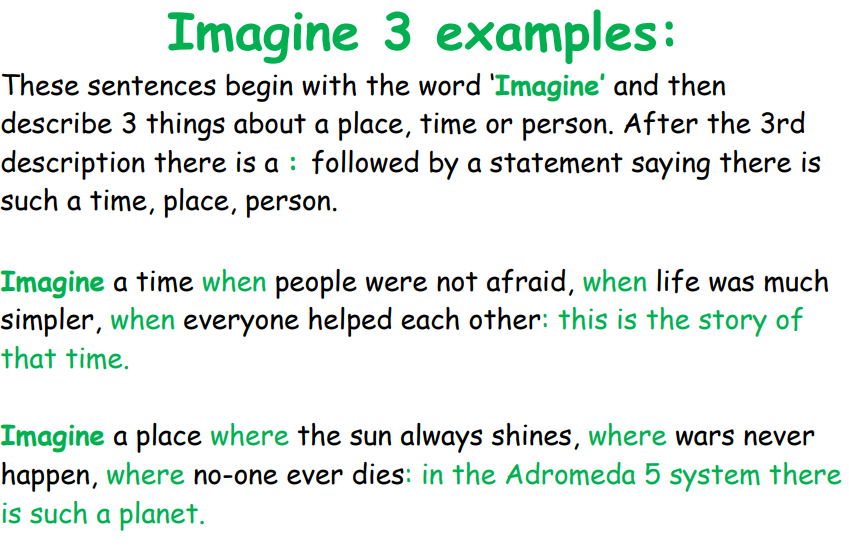 Imagine 3 examples:
These sentences begin with the word ‘Imagine’ and then
describe 3 things about a place, time or person. After the 3rd
description there is a : followed by a statement saying there is
such a time, place, person.
Imagine a time when people were not afraid, when life was much
simpler, when everyone helped each other: this is the story of
that time.
Imagine a place where the sun always shines, where wars never
happen, where no-one ever dies: in the Adromeda 5 system there
is such a planet.